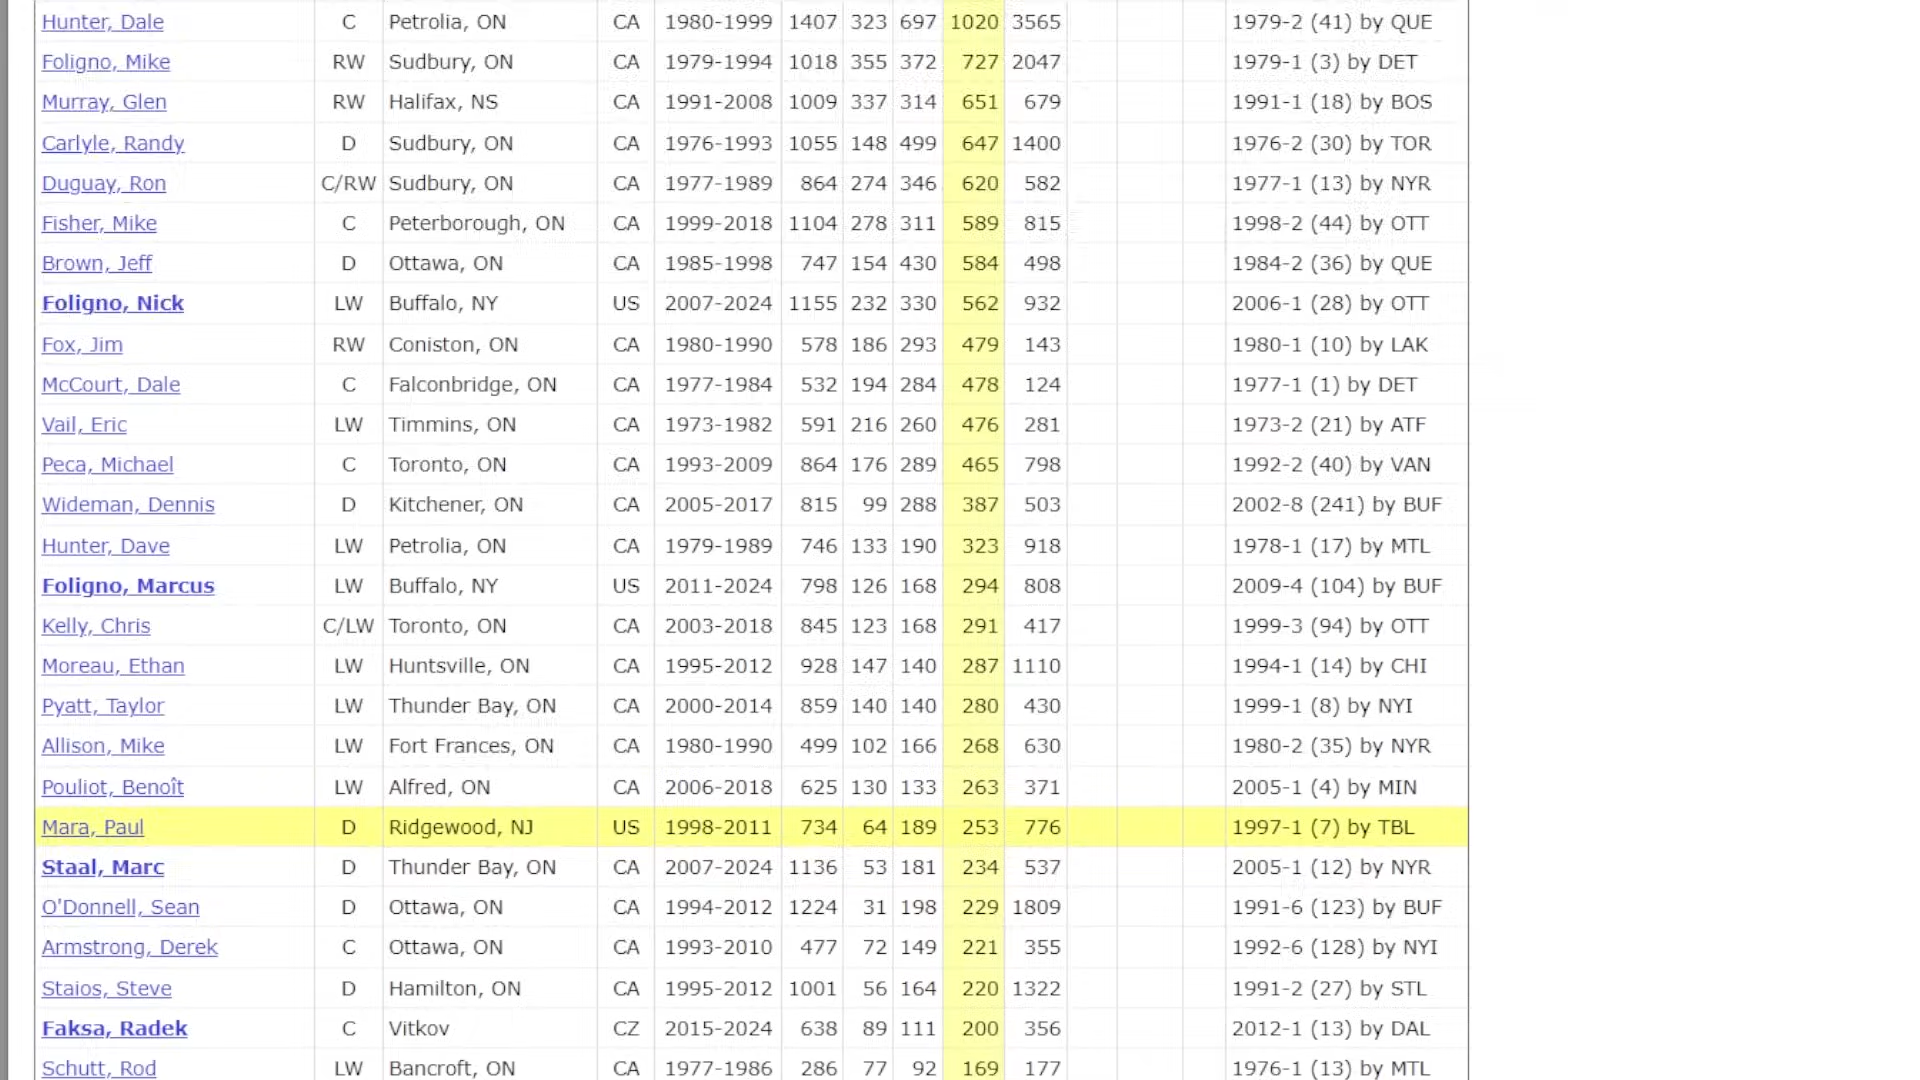 Hunter, Dale C Petrolia, ON CA 1980-1999 1407 323 697 1020 3565 1979-2 (41) by QUE
Foligno, Mike RW Sudbury, ON CA 1979-1994 1018 355 372 727 2047 1979-1 (3) by DET
Murray, Glen RW Halifax, NS CA 1991-2008 1009 337 314 651 679 1991-1 (18) by BOS
Carlyle, Randy D Sudbury, ON CA 1976-1993 1055 148 499 647 1400 1976-2 (30) by TOR
Duguay, Ron C/RW Sudbury, ON CA 1977-1989 864 274 346 620 582 1977-1 (13) by NYR
Fisher, Mike C Peterborough, ON CA 1999-2018 1104 278 311 589 815 1998-2 (44) by OTT
Brown, Jeff D Ottawa, ON CA 1985-1998 747 154 430 584 498 1984-2 (36) by QUE
Foligno, Nick LW Buffalo, NY US 2007-2024 1155 232 330 562 932 2006-1 (28) by OTT
Fox, Jim RW Coniston, ON CA 1980-1990 578 186 293 479 143 1980-1 (10) by LAK
McCourt, Dale C Falconbridge, ON CA 1977-1984 532 194 284 478 124 1977-1 (1) by DET
Vail, Eric LW Timmins, ON CA 1973-1982 591 216 260 476 281 1973-2 (21) by ATF
Peca, Michael C Toronto, ON CA 1993-2009 864 176 289 465 798 1992-2 (40) by VAN
Wideman, Dennis D Kitchener, ON CA 2005-2017 815 99 288 387 503 2002-8 (241) by BUF
Hunter, Dave LW Petrolia, ON CA 1979-1989 746 133 190 323 918 1978-1 (17) by MTL
Foligno, Marcus LW Buffalo, NY US 2011-2024 798 126 168 294 808 2009-4 (104) by BUF
Kelly, Chris C/LW Toronto, ON CA 2003-2018 845 123 168 291 417 1999-3 (94) by OTT
Moreau, Ethan LW Huntsville, ON CA 1995-2012 928 147 140 287 1110 1994-1 (14) by CHI
Pyatt, Taylor LW Thunder Bay, ON CA 2000-2014 859 140 140 280 430 1999-1 (8) by NYI
Allison, Mike LW Fort Frances, ON CA 1980-1990 499 102 166 268 630 1980-2 (35) by NYR
Pouliot, Benoît LW Alfred, ON CA 2006-2018 625 130 133 263 371 2005-1 (4) by MIN
Mara, Paul D Ridgewood, NJ US 1998-2011 734 64 189 253 776 1997-1 (7) by TBL
Staal, Marc D Thunder Bay, ON CA 2007-2024 1136 53 181 234 537 2005-1 (12) by NYR
O'Donnell, Sean D Ottawa, ON CA 1994-2012 1224 31 198 229 1809 1991-6 (123) by BUF
Armstrong, Derek C Ottawa, ON CA 1993-2010 477 72 149 221 355 1992-6 (128) by NYI
Staios, Steve D Hamilton, ON CA 1995-2012 1001 56 164 220 1322 1991-2 (27) by STL
Faksa, Radek C Vitkov CZ 2015-2024 638 89 111 200 356 2012-1 (13) by DAL
Schutt, Rod LW Bancroft, ON CA 1977-1986 286 77 92 169 177 1976-1 (13) by MTL